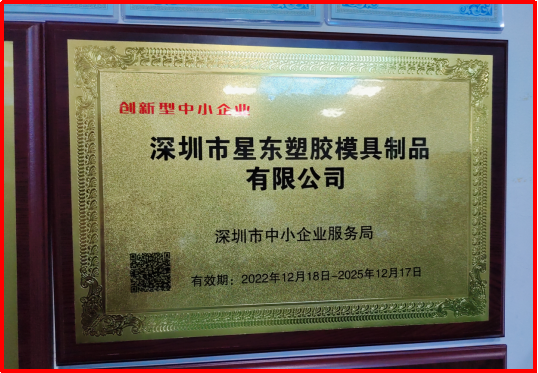 创新型中小企业
深圳市星东塑胶模具制品
有限公司
深圳市中小企业服务局
有效期：2022年12月18日-2025年12月17日